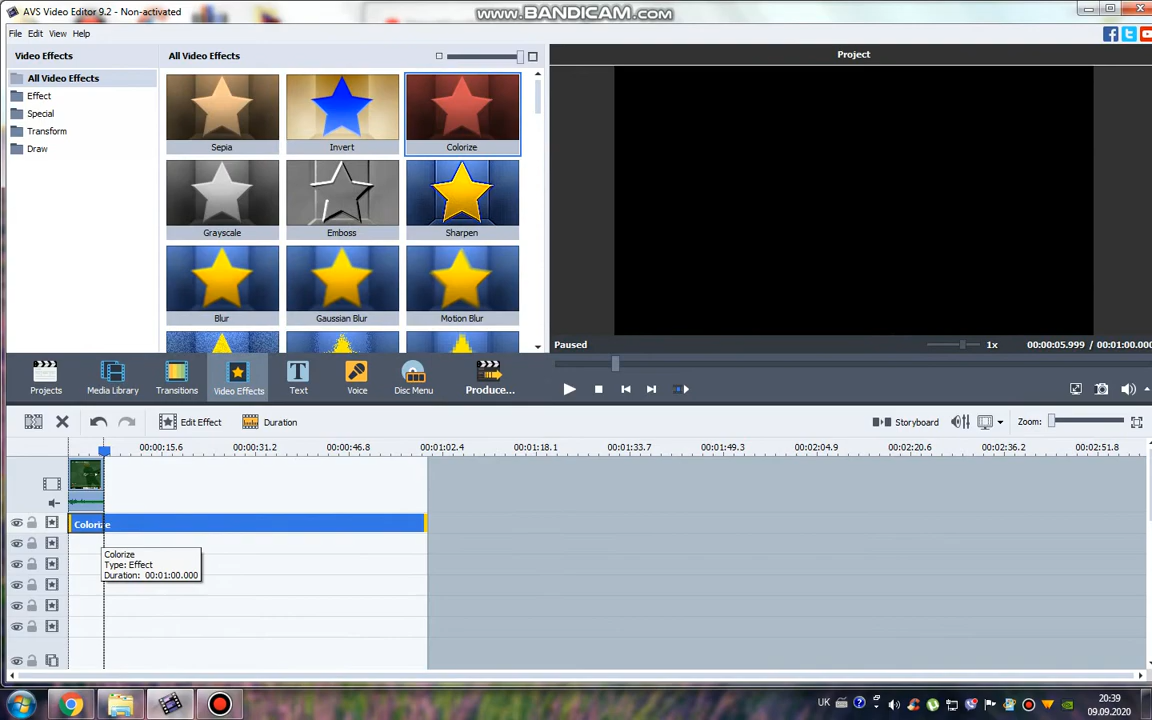 AVS Video Editor 9.2 - Non-activated
www.BANDICAM.com
File Edit View Help
Video Effects
All Video Effects
Project
All Video Effects
Effect
Special
Transform
Draw
Sepia
Invert
Colorize
Grayscale
Emboss
Sharpen
Blur
Gaussian Blur
Motion Blur
Paused
1x
00:00:05.999 / 00:01:00.000
Projects
Media Library
Transitions
Video Effects
Text
Voice
Disc Menu
Produce...
Edit Effect
Duration
Storyboard
Zoom:
00:00:15.6 00:00:31.2 00:00:46.8 00:01:02.4 00:01:18.1 00:01:33.7 00:01:49.3 00:02:04.9 00:02:20.6 00:02:36.2 00:02:51.8
Colorize
Colorize
Type: Effect
Duration: 00:01:00.000
UK
20:39
09.09.2020